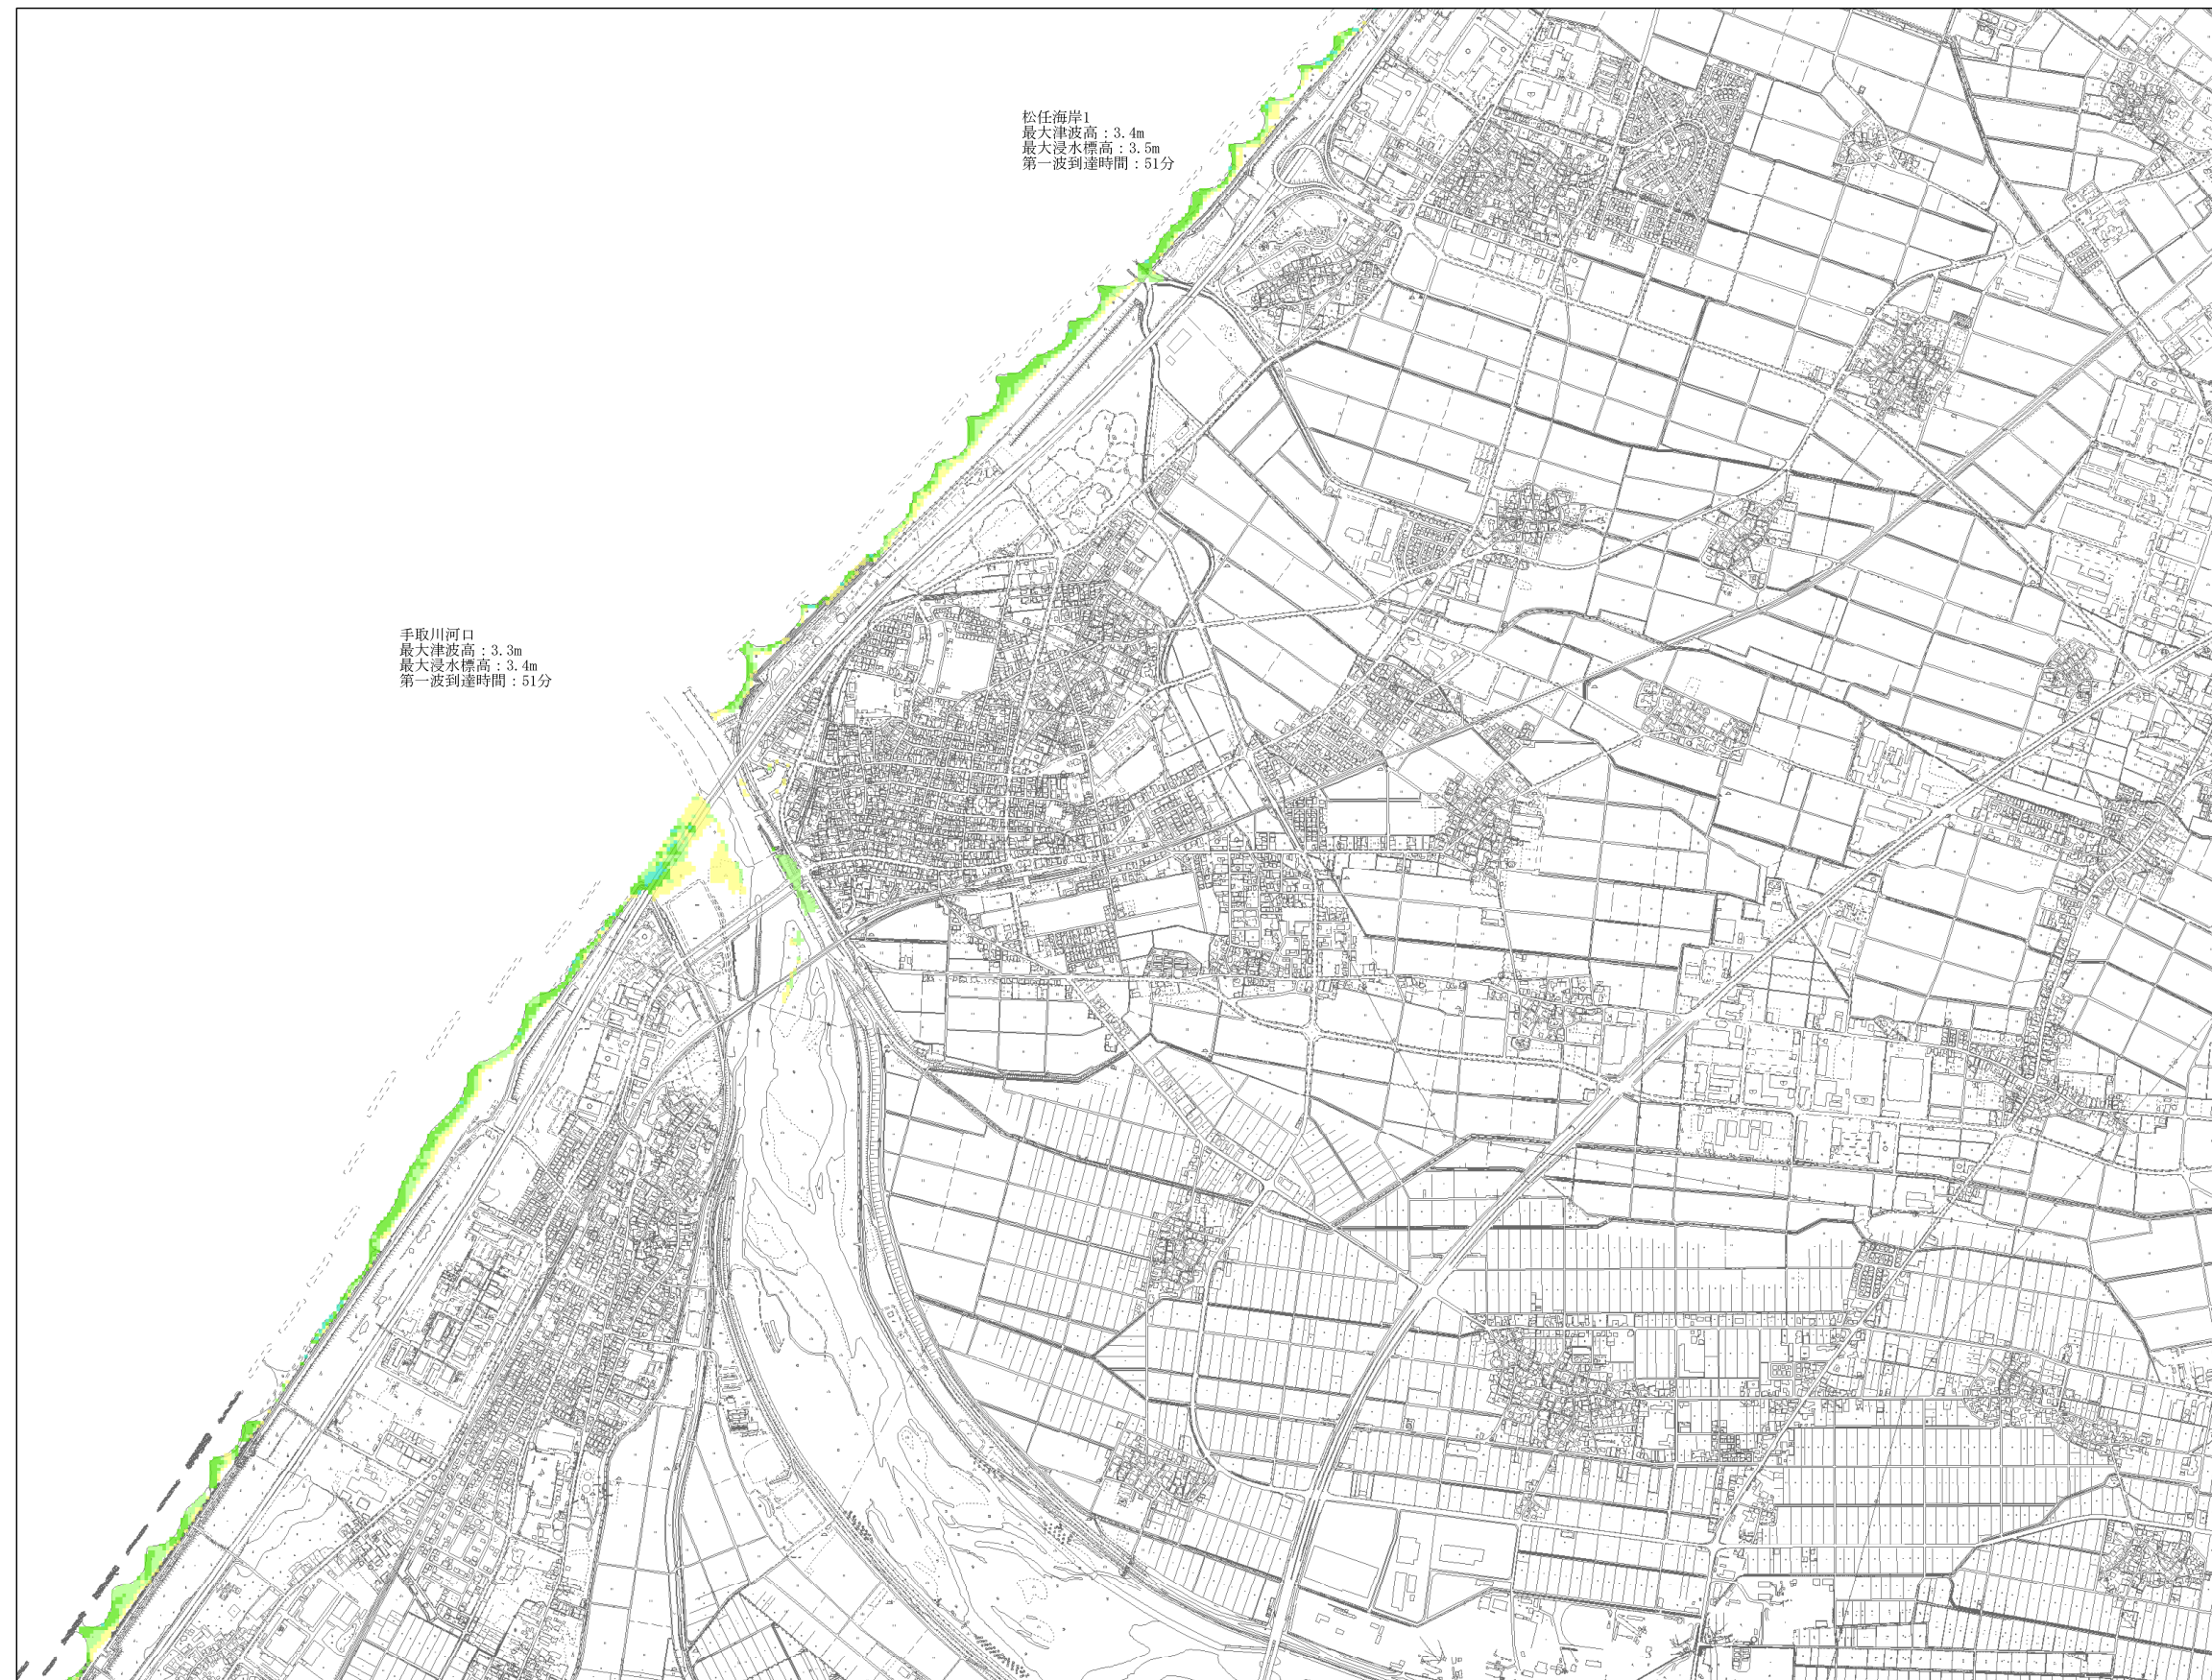 松任海岸1
最大津波高：3.4m
最大浸水標高：3.5m
第一波到達時間：51分
手取川河口
最大津波高：3.3m
最大浸水標高：3.4m
第一波到達時間：51分